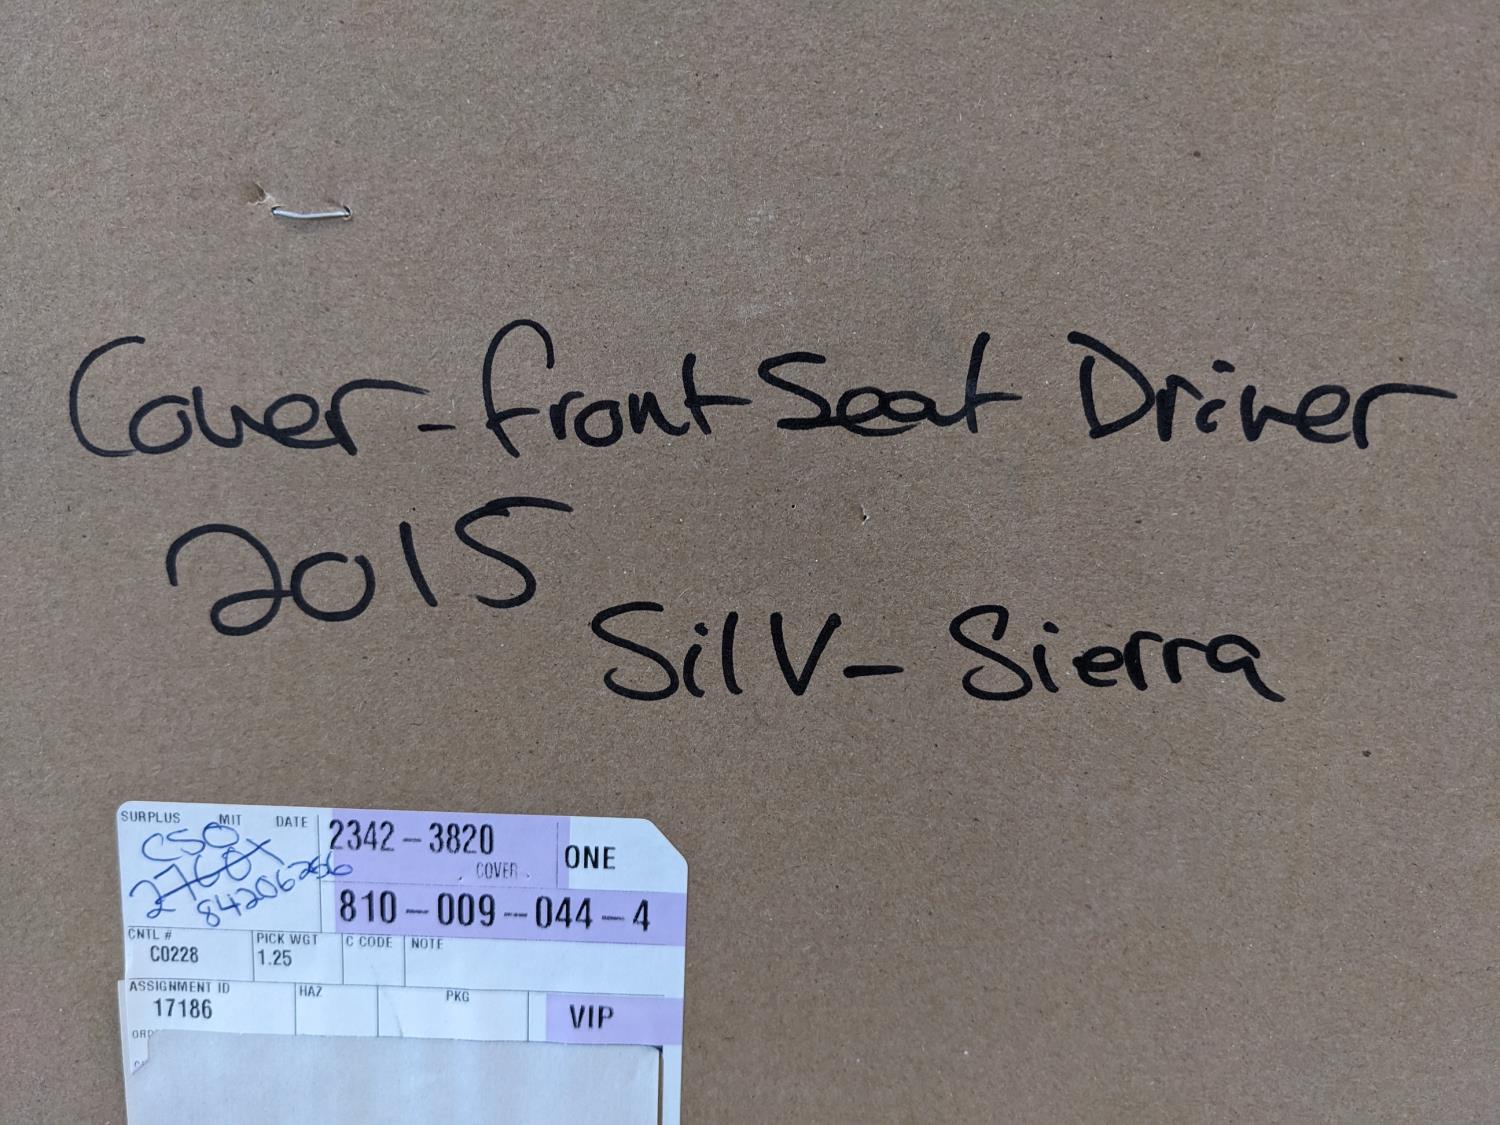 Cover-front Seat Driver
2015
SilV-Sierra
SURPLUS MIT DATE
CSO
84206266
2342-3820
COVER
ONE
810-009-044-4
CNTL # PICK WGT C CODE NOTE
C0228 1.25
ASSIGNMENT ID HAZ PKG
17186 VIP